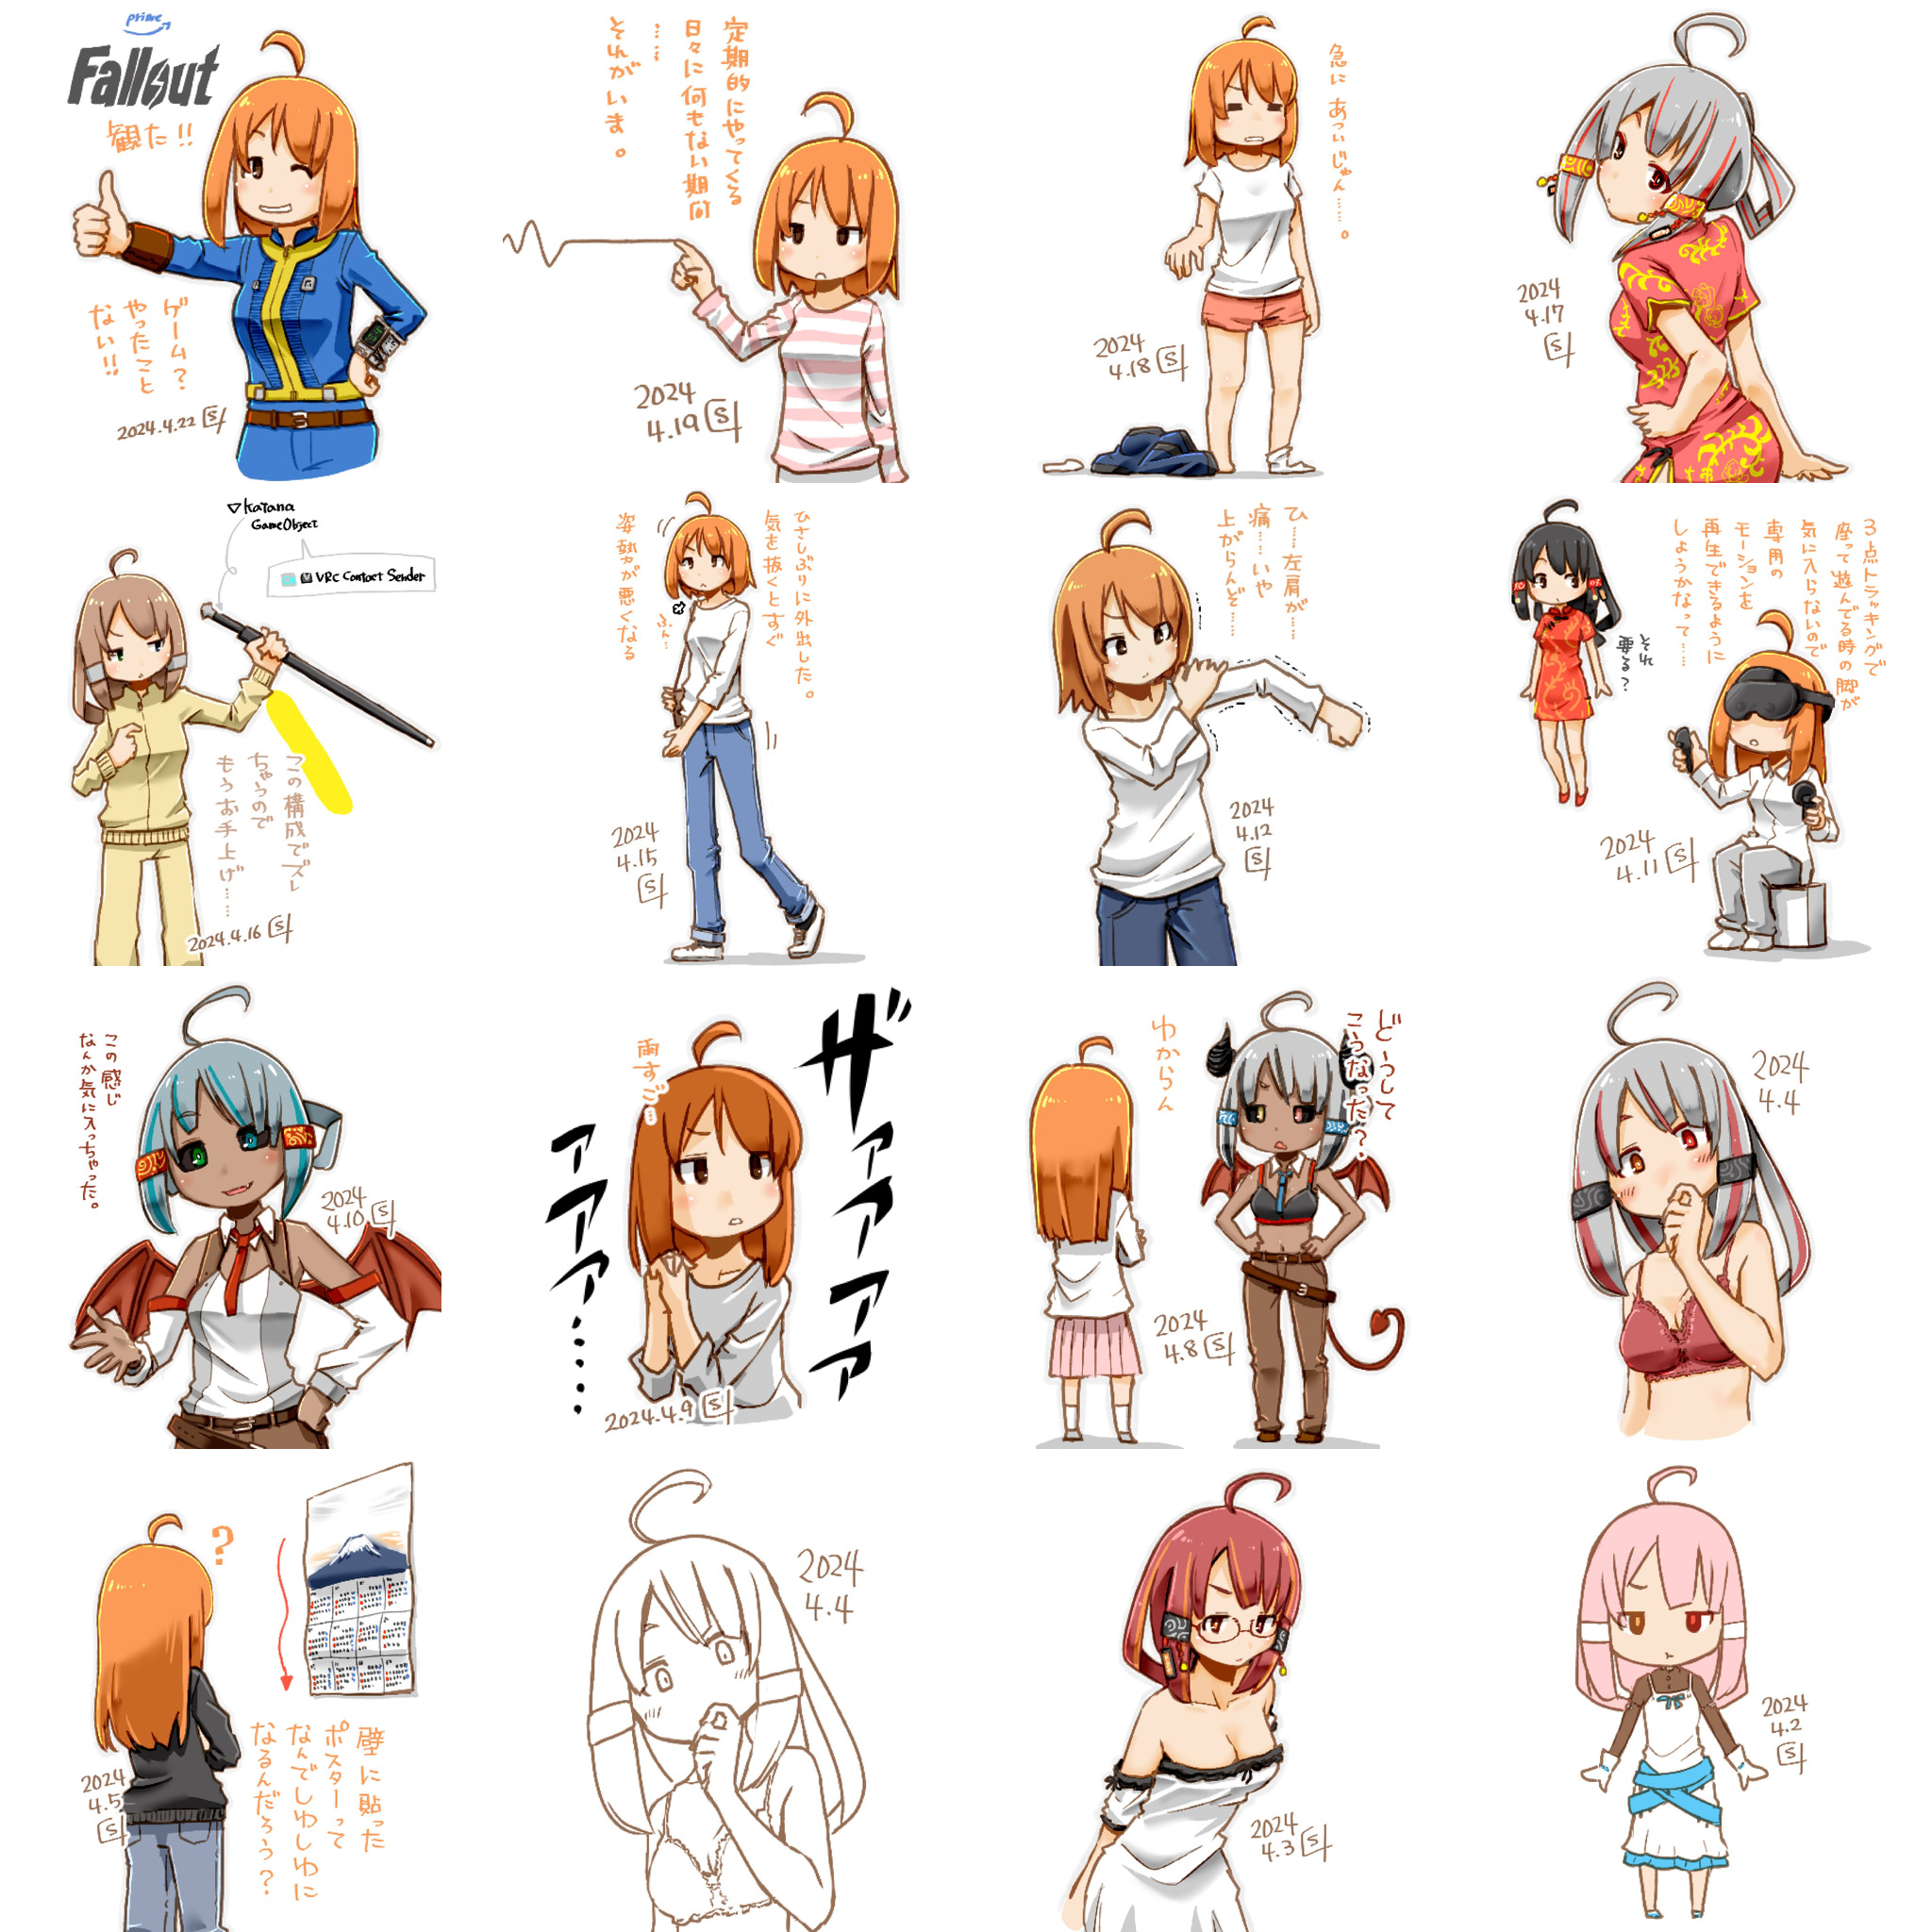 prime
Fallout
観た!!
ゲーム?
やったこと
ない!!
2024.4.22
定期的にやってくる
日々に何もない期間
……
それがいま。
2024
4.19
急に あついじゃん……。
2024
4.18
2024
4.17
▽Katana
GameObject
VRC Contact Sender
この構成でズレ
ちゃうので
もうお手上げ……
2024.4.16
ひさしぶりに外出した。
気を抜くとすぐ
姿勢が悪くなる
ふん…
2024
4.15
ひ……左肩が……
痛……いや
上がらんぞ……
2024
4.12
3点トラッキングで
座って遊んでる時の脚が
気に入らないので
専用の
モーションを
再生できるように
しようかなって……
それ
要る?
2024
4.11
この感じ
なんか気に入っちゃった。
2024
4.10
ザァァァァァ
雨すご…
ァァァ……
2024.4.9
どーうして
こうなった?
わからん
2024
4.8
2024
4.4
?
壁に貼った
ポスターって
なんでしゆしゆに
なるんだろう?
2024
4.5
2024
4.4
2024
4.3
2024
4.2